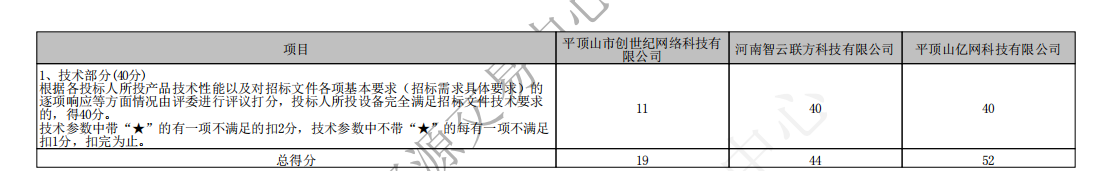 项目
平顶山市创世纪网络科技有
限公司
河南智云联方科技有限公司
平顶山亿网科技有限公司
1、技术部分(40分)
根据各投标人所投产品技术性能以及对招标文件各项基本要求（招标需求具体要求）的
逐项响应等方面情况由评委进行评议打分，投标人所投设备完全满足招标文件技术要求
的，得40分。
技术参数中带“★”的有一项不满足的扣2分，技术参数中不带“★”的每有一项不满足
扣1分，扣完为止。
11
40
40
总得分
19
44
52
源交易中心
中心